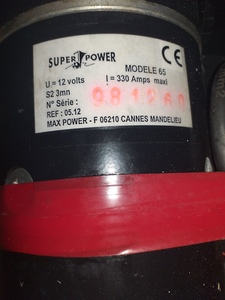 SUPER POWER
CE
MODELE 65
U = 12 volts I = 330 Amps maxi
S2 3mn
N° Série : 981260
REF : 05.12
MAX POWER - F 06210 CANNES MANDELIEU